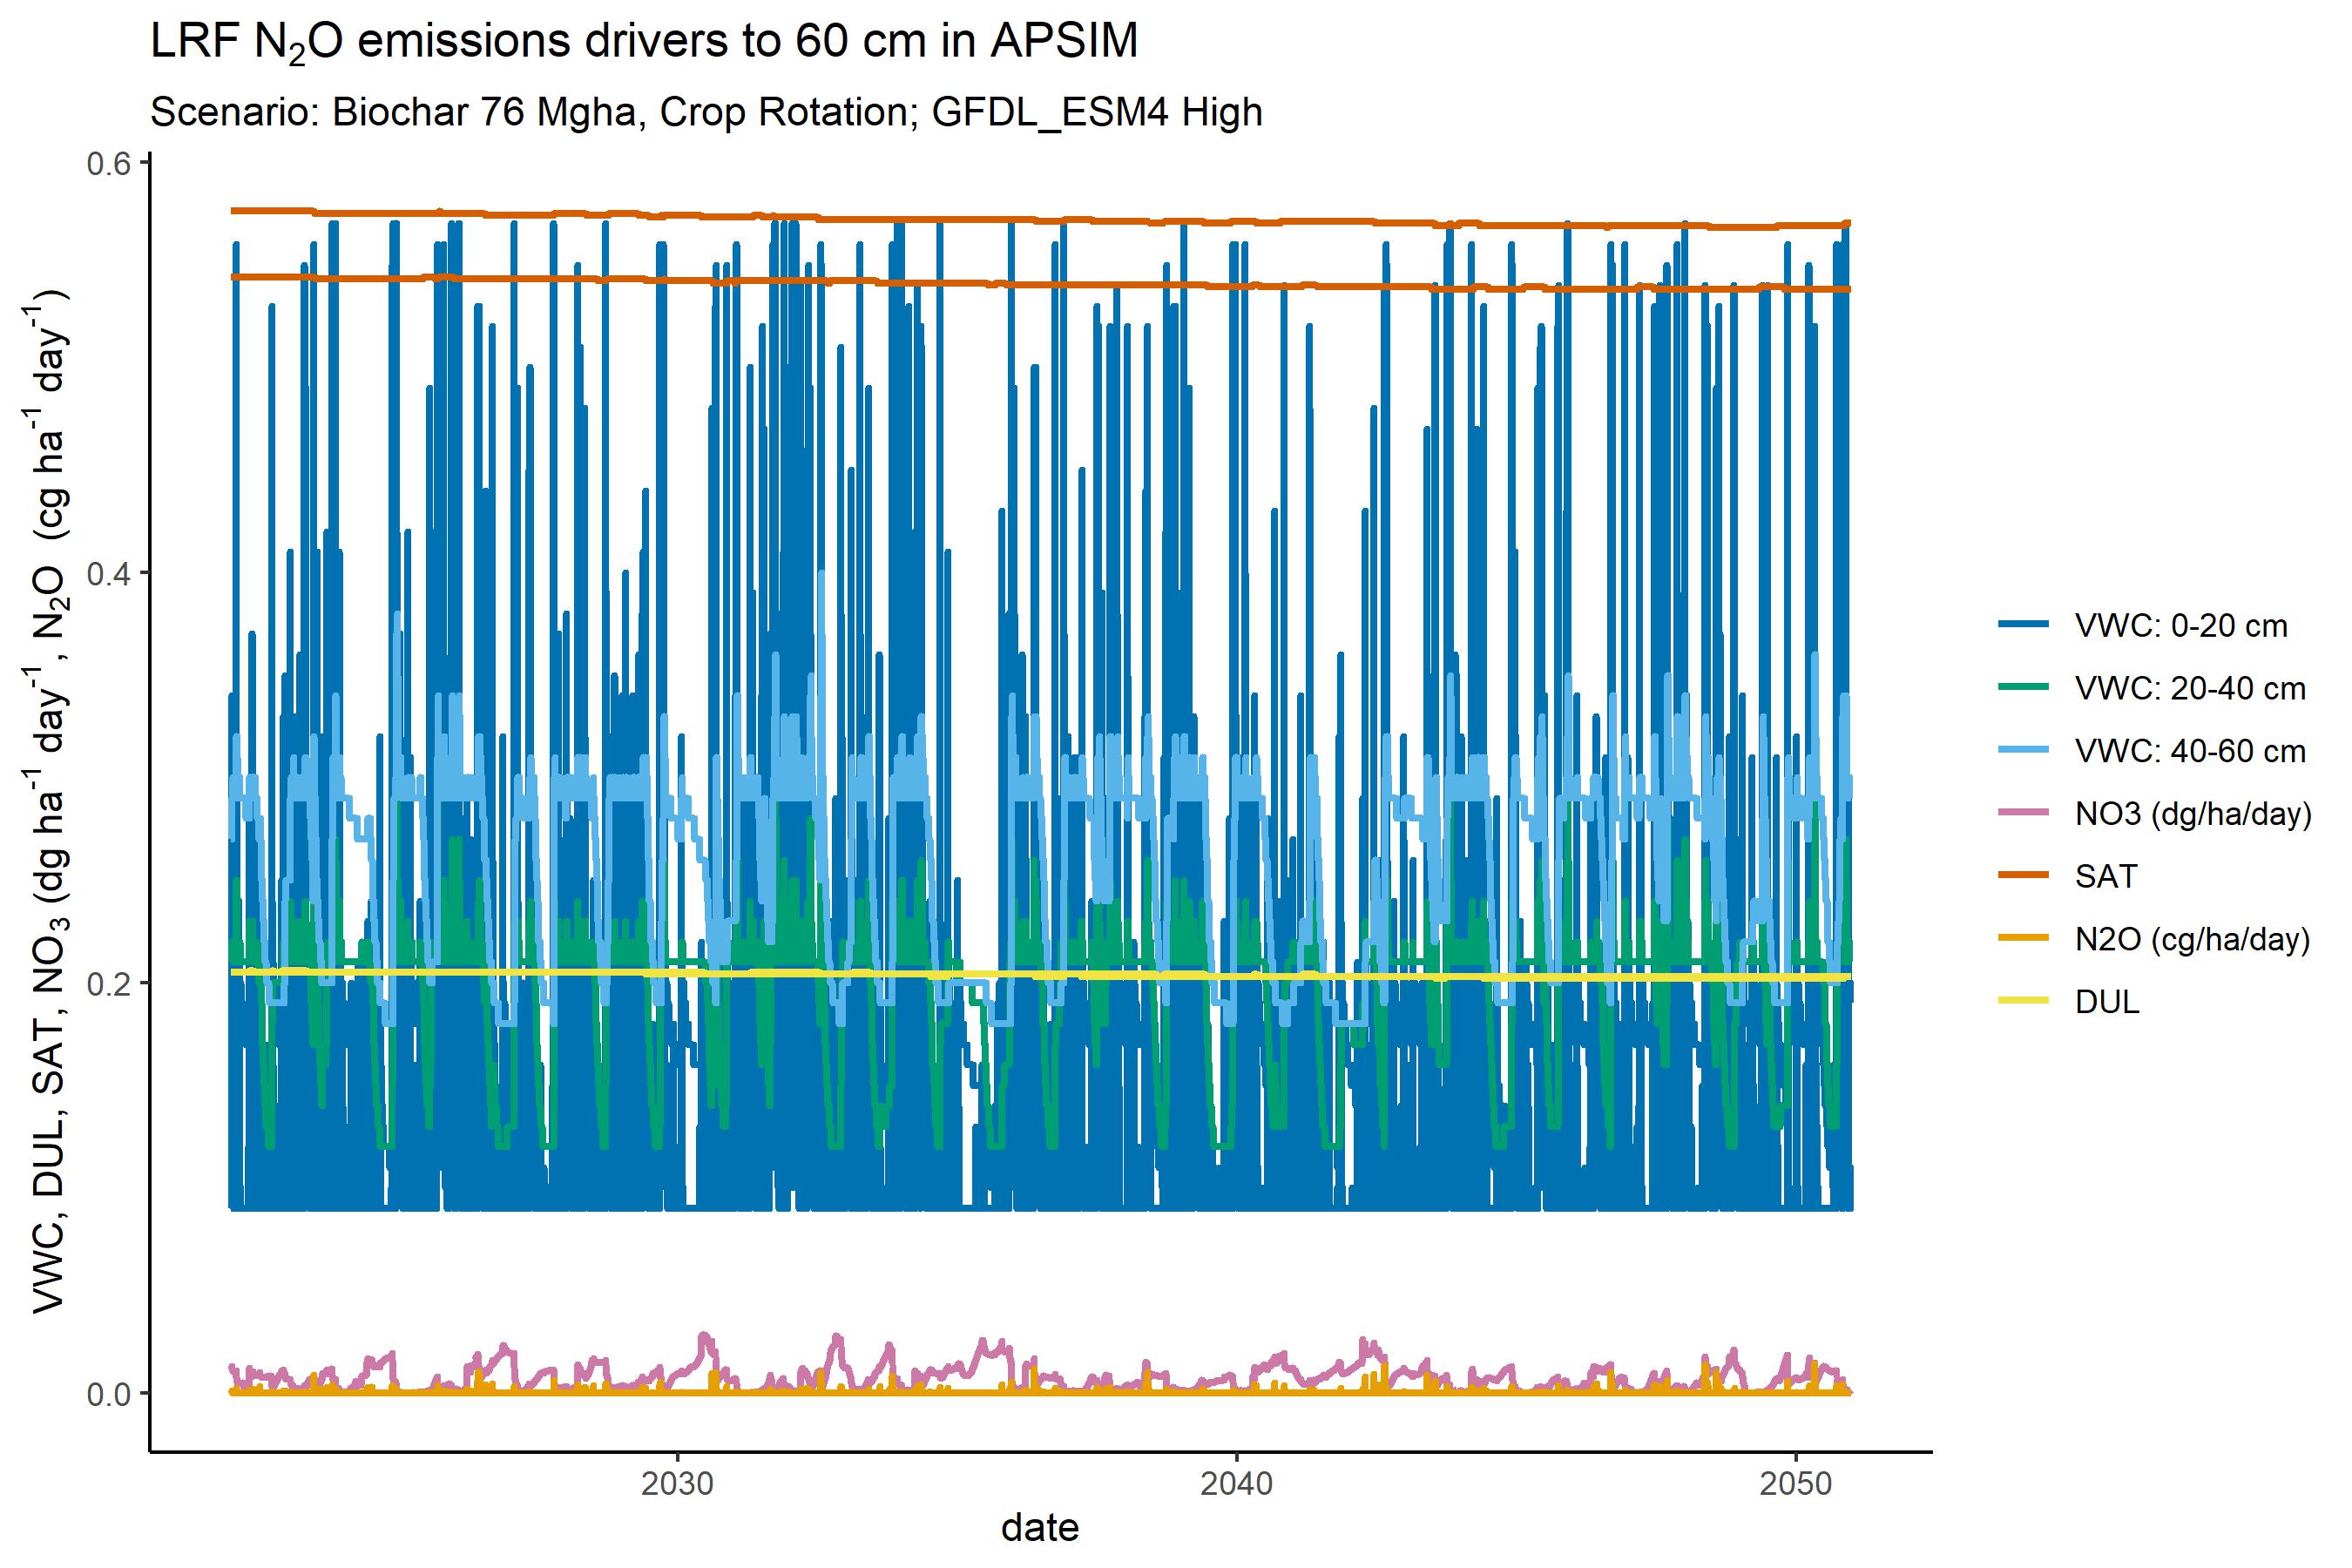 LRF N₂O emissions drivers to 60 cm in APSIM
Scenario: Biochar 76 Mgha, Crop Rotation; GFDL_ESM4 High
VWC, DUL, SAT, NO₃ (dg ha⁻¹ day⁻¹, N₂O (cg ha⁻¹ day⁻¹)
0.6
0.4
0.2
0.0
2030 2040 2050
date
VWC: 0-20 cm
VWC: 20-40 cm
VWC: 40-60 cm
NO3 (dg/ha/day)
SAT
N2O (cg/ha/day)
DUL